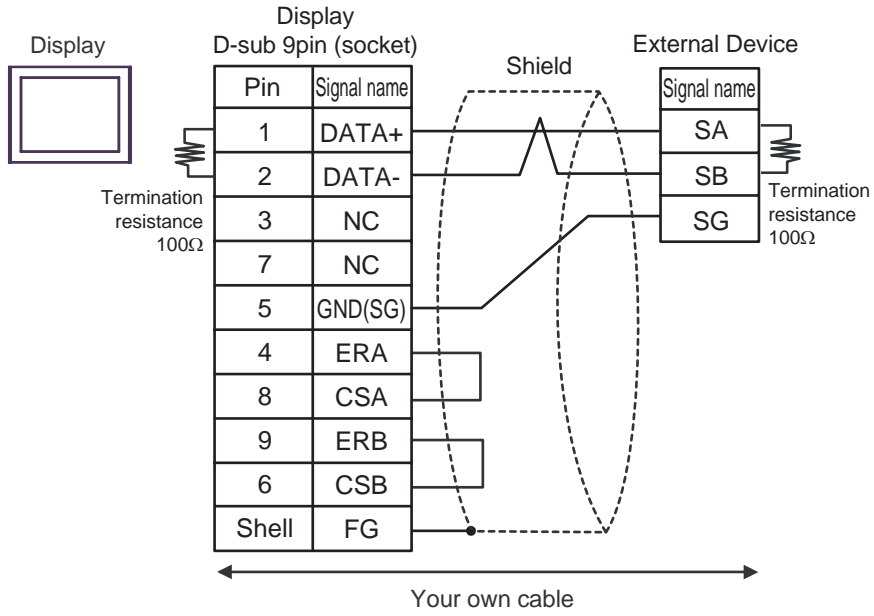 Display
Display
D-sub 9pin (socket)
External Device
Shield
Pin Signal name
1 DATA+
2 DATA-
3 NC
7 NC
5 GND(SG)
4 ERA
8 CSA
9 ERB
6 CSB
Shell FG
Termination
resistance
100Ω
Signal name
SA
SB
SG
Termination
resistance
100Ω
Your own cable